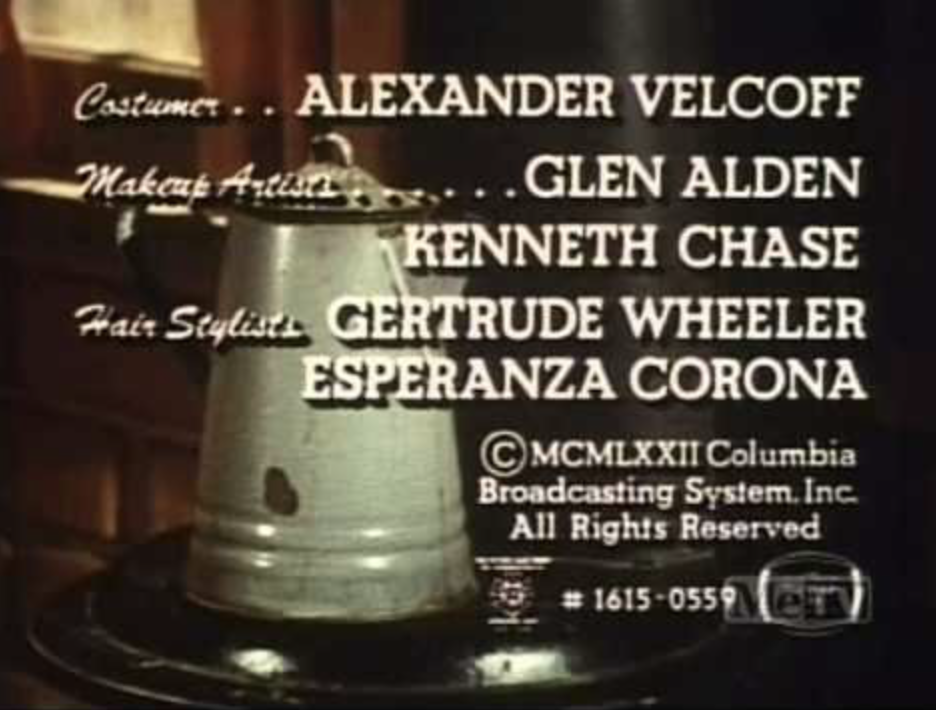 Costumer . . ALEXANDER VELCOFF
Makeup Artists . . . . . . GLEN ALDEN
KENNETH CHASE
Hair Stylists GERTRUDE WHEELER
ESPERANZA CORONA
©MCMLXXII Columbia
Broadcasting System, Inc.
All Rights Reserved
# 1615-0559 MeTV